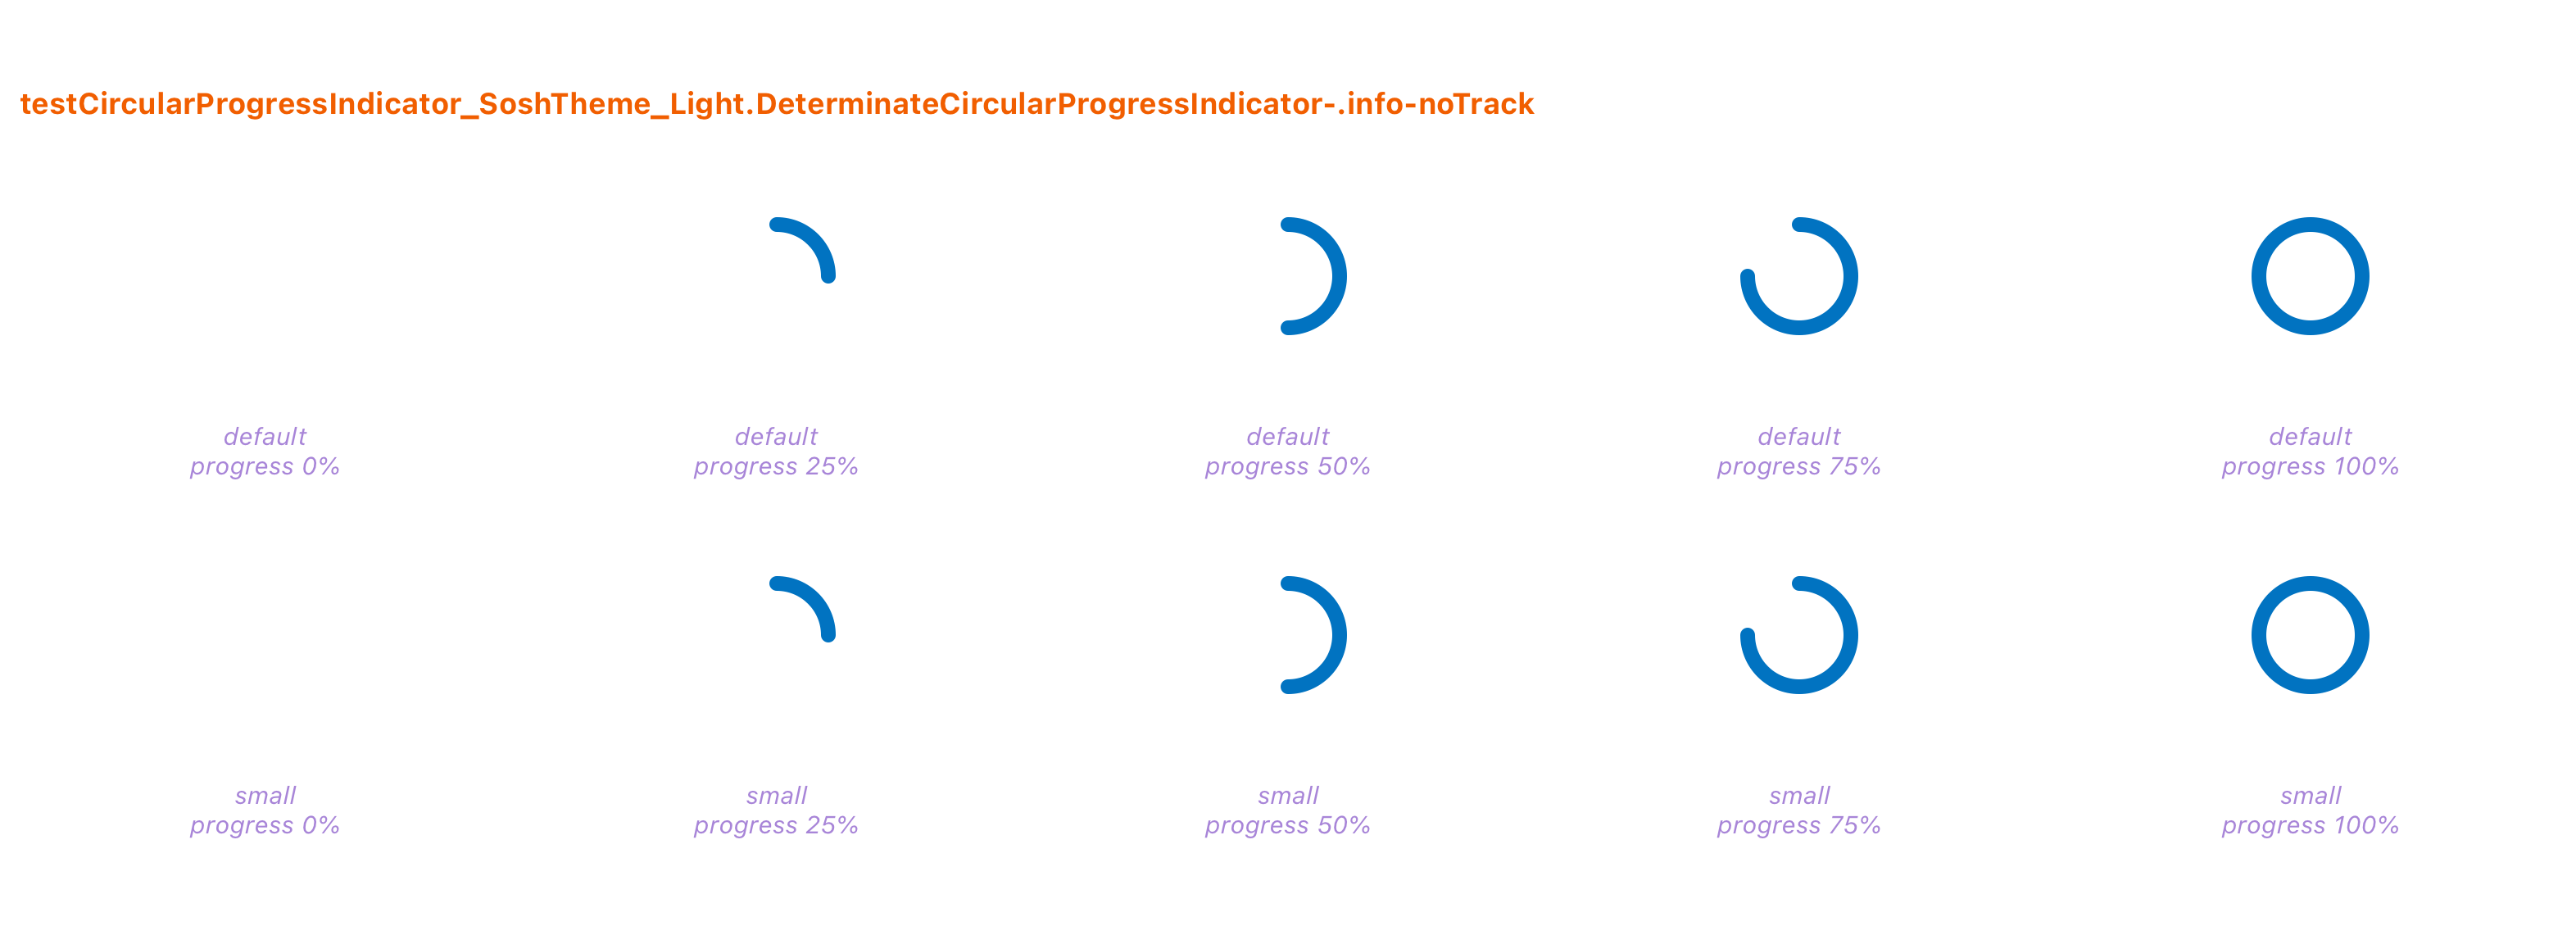 testCircularProgressIndicator_SoshTheme_Light.DeterminateCircularProgressIndicator-.info-noTrack
default
progress 0%
default
progress 25%
default
progress 50%
default
progress 75%
default
progress 100%
small
progress 0%
small
progress 25%
small
progress 50%
small
progress 75%
small
progress 100%